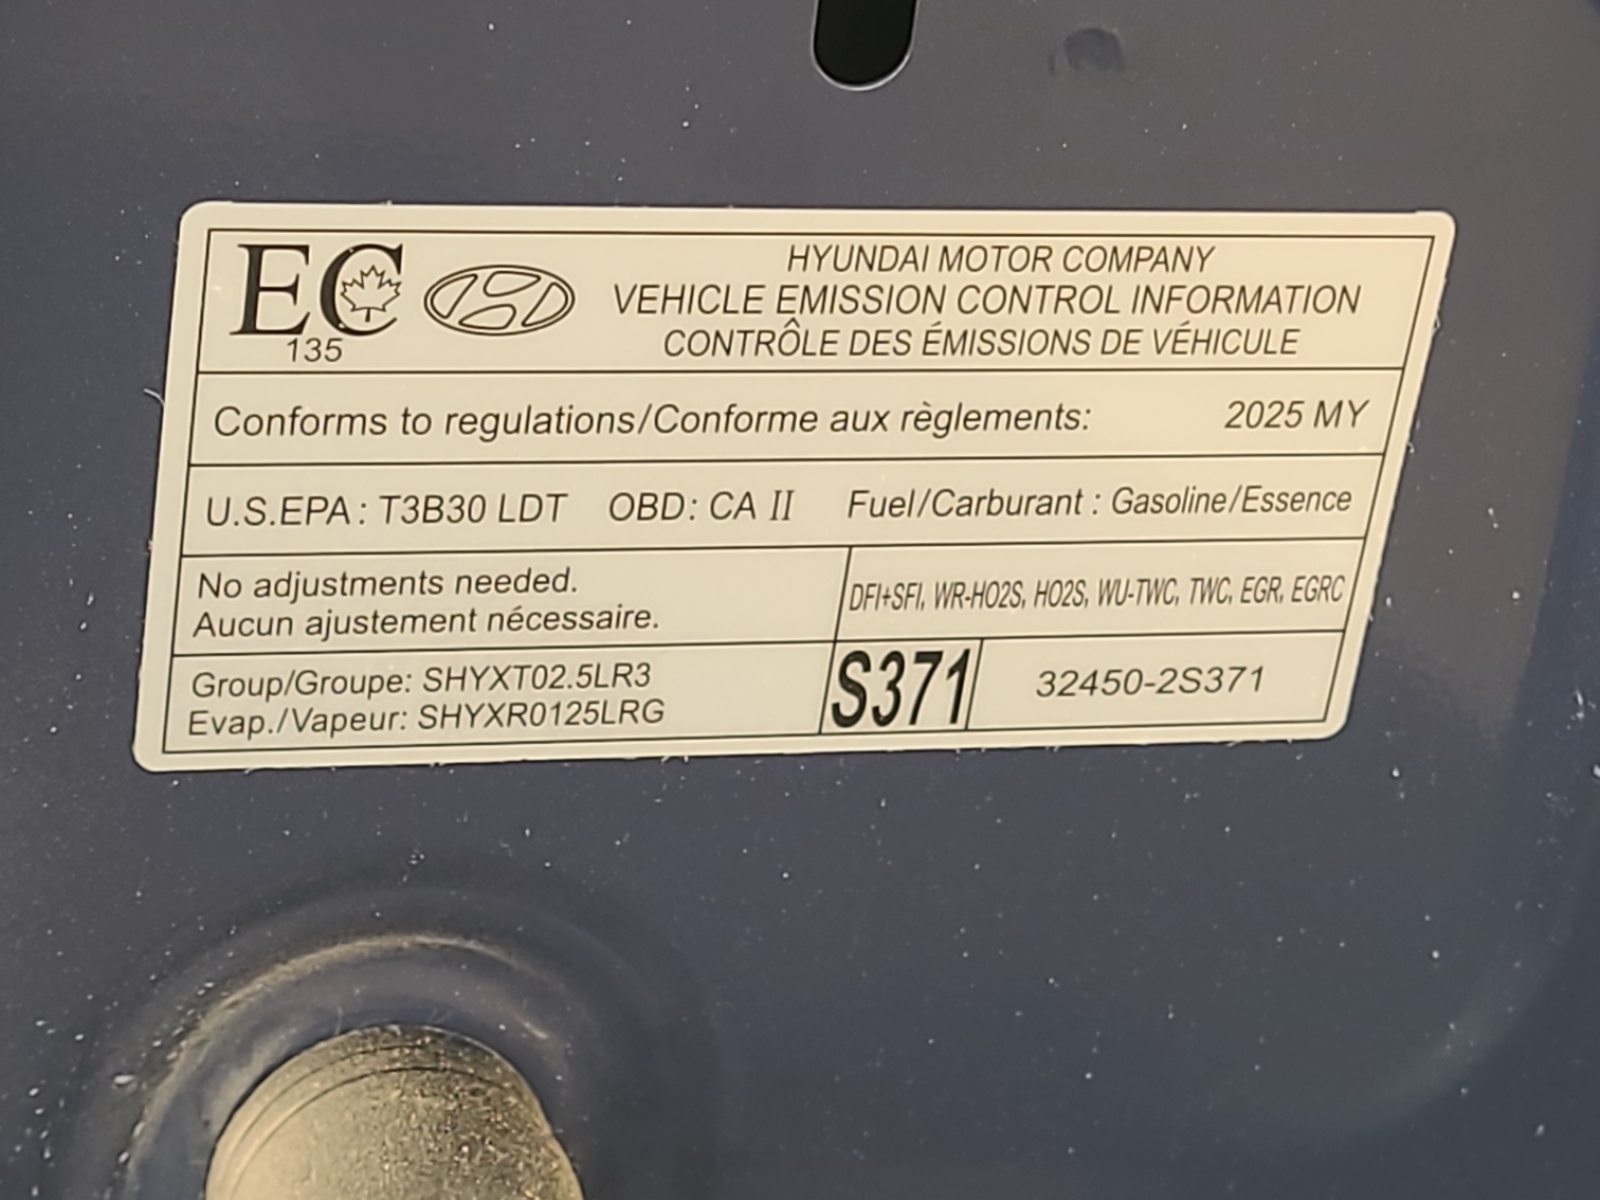 EC
135
HYUNDAI MOTOR COMPANY
VEHICLE EMISSION CONTROL INFORMATION
CONTRÔLE DES ÉMISSIONS DE VÉHICULE
Conforms to regulations/Conforme aux règlements: 2025 MY
U.S.EPA: T3B30 LDT OBD: CA II Fuel/Carburant : Gasoline/Essence
No adjustments needed.
Aucun ajustement nécessaire.
DFI+SFI, WR-HO2S, HO2S, WU-TWC, TWC, EGR, EGRC
Group/Groupe: SHYXT02.5LR3
Evap./Vapeur: SHYXR0125LRG
S371
32450-2S371